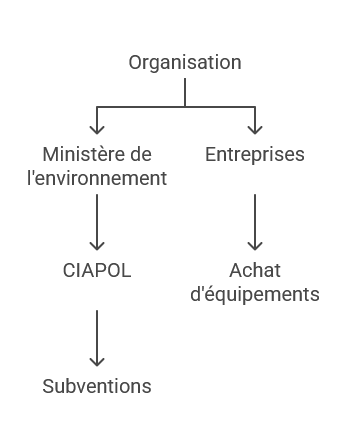 Organisation
Ministère de
l'environnement
Entreprises
CIAPOL
Achat
d'équipements
Subventions